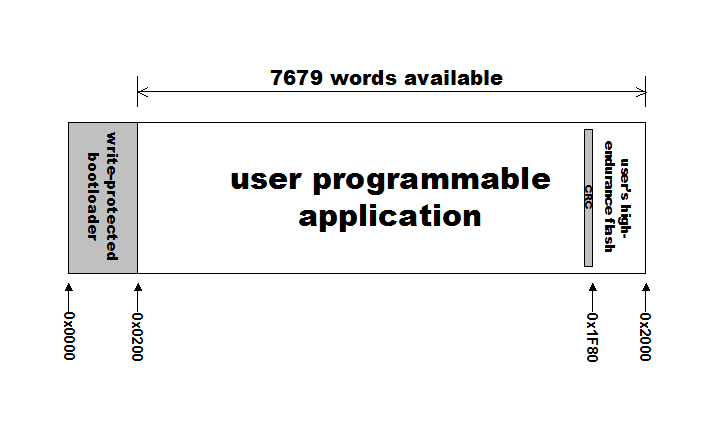 7679 words available
write-protected
bootloader
user programmable
application
CRC
user's high-
endurance flash
0x0000
0x0200
0x1F80
0x2000